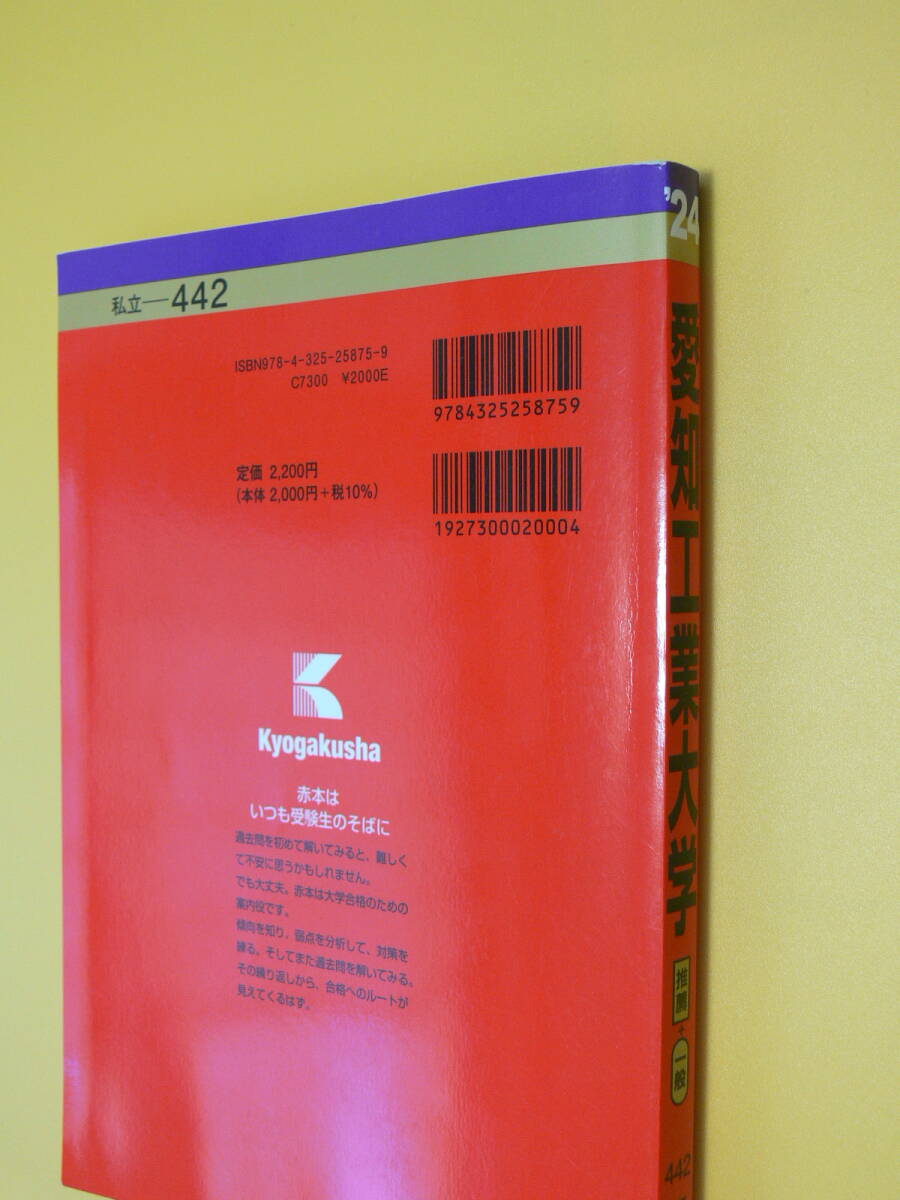 私立―442
ISBN978-4-325-25875-9
C7300 ¥2000E
9784325258759
定価 2,200円
(本体 2,000円+税10%)
1927300020004
Kyogakusha
赤本は
いつも受験生のそばに
過去問を初めて解いてみると、難しく
て不安に思うかもしれません。
でも大丈夫。赤本は大学合格のための
案内役です。
傾向を知り，弱点を分析して、対策を
練る。そしてまた過去問を解いてみる。
その繰り返しから、合格へのルートが
見えてくるはず。
'24
愛知工業大学
推薦
+
一般
442